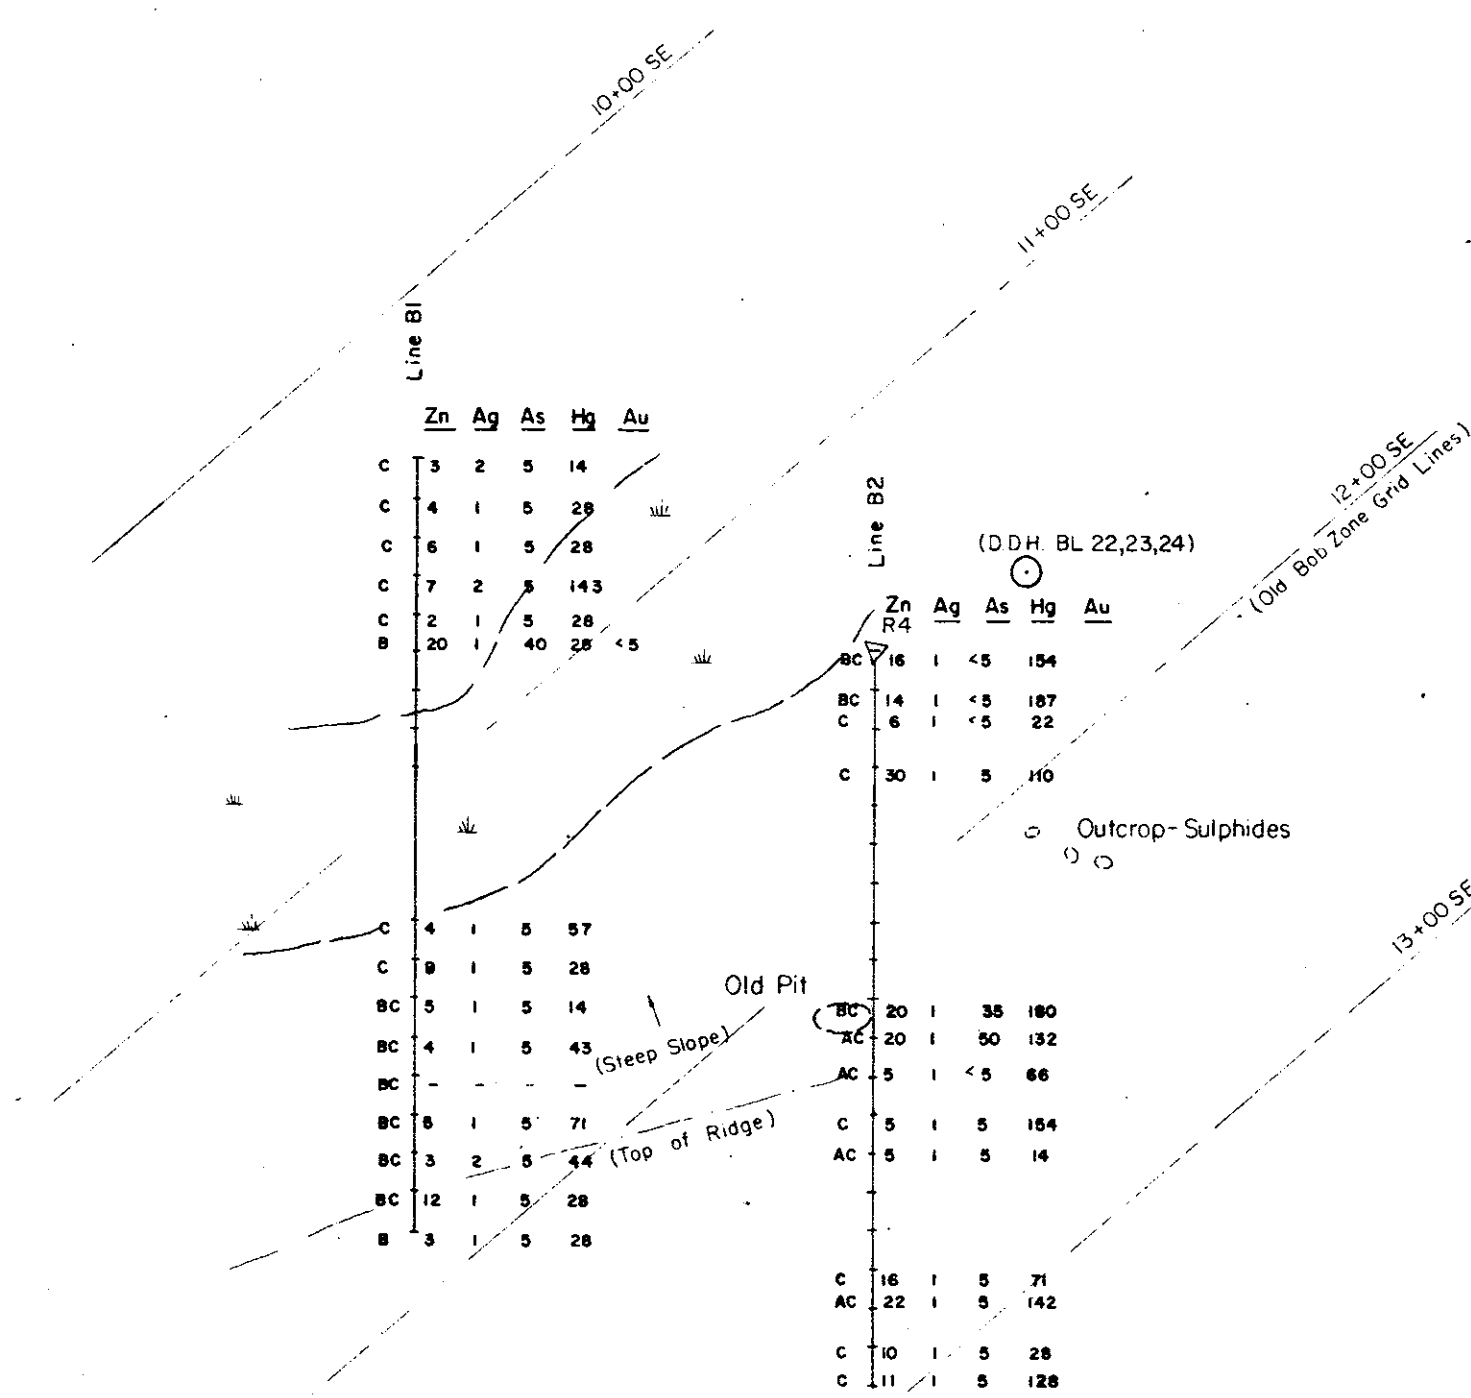 10+00 SE
11+00 SE
12+00 SE
(Old Bob Zone Grid Lines)
13+00 SE
Line B1
Zn Ag As Hg Au
C 3 2 5 14
C 4 1 5 28
C 6 1 5 28
C 7 2 5 143
C 2 1 5 28
B 20 1 40 28 <5
C 4 1 5 57
C 9 1 5 28
BC 5 1 5 14
BC 4 1 5 43
BC - - - -
BC 1 5 71
BC 3 2 5 44
BC 12 1 5 28
B 3 1 5 28
Line B2
(D.D.H. BL 22,23,24)
Zn Ag As Hg Au
R4
BC 16 1 <5 154
BC 14 1 <5 187
C 6 1 <5 22
C 30 1 5 110
Outcrop-Sulphides
Old Pit
(Steep Slope)
(Top of Ridge)
BC 20 1 35 180
AC 20 1 50 132
AC 5 1 <5 66
C 5 1 5 154
AC 5 1 5 14
C 16 1 5 71
AC 22 1 5 142
C 10 1 5 28
C 11 1 5 128